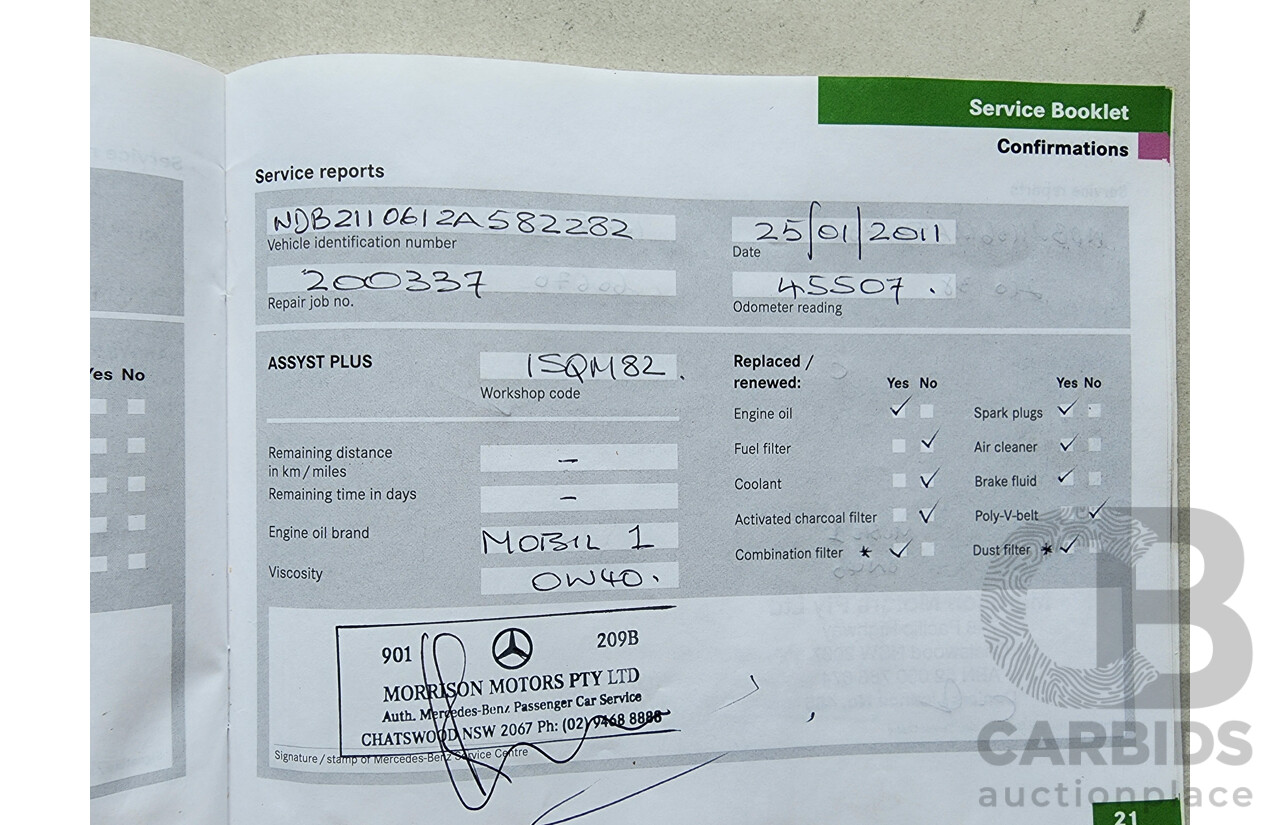 Service Booklet
Confirmations
Service reports
WDB2110612A582282
Vehicle identification number
25/01/2011
Date
200337
Repair job no.
45507.
Odometer reading
Yes No
ASSYST PLUS
1SQM82.
Workshop code
Replaced /
renewed:
Yes No
Yes No
Engine oil
Spark plugs
Fuel filter
Air cleaner
Coolant
Brake fluid
Activated charcoal filter
Poly-V-belt
Combination filter *
Dust filter *
Remaining distance
in km / miles
–
Remaining time in days
–
Engine oil brand
MOBIL 1
Viscosity
0W40.
901 209B
MORRISON MOTORS PTY LTD
Auth. Mercedes-Benz Passenger Car Service
CHATSWOOD NSW 2067 Ph: (02) 9468 8888
Signature / stamp of Mercedes-Benz Service Centre
CB
CARBIDS
auctionplace
21